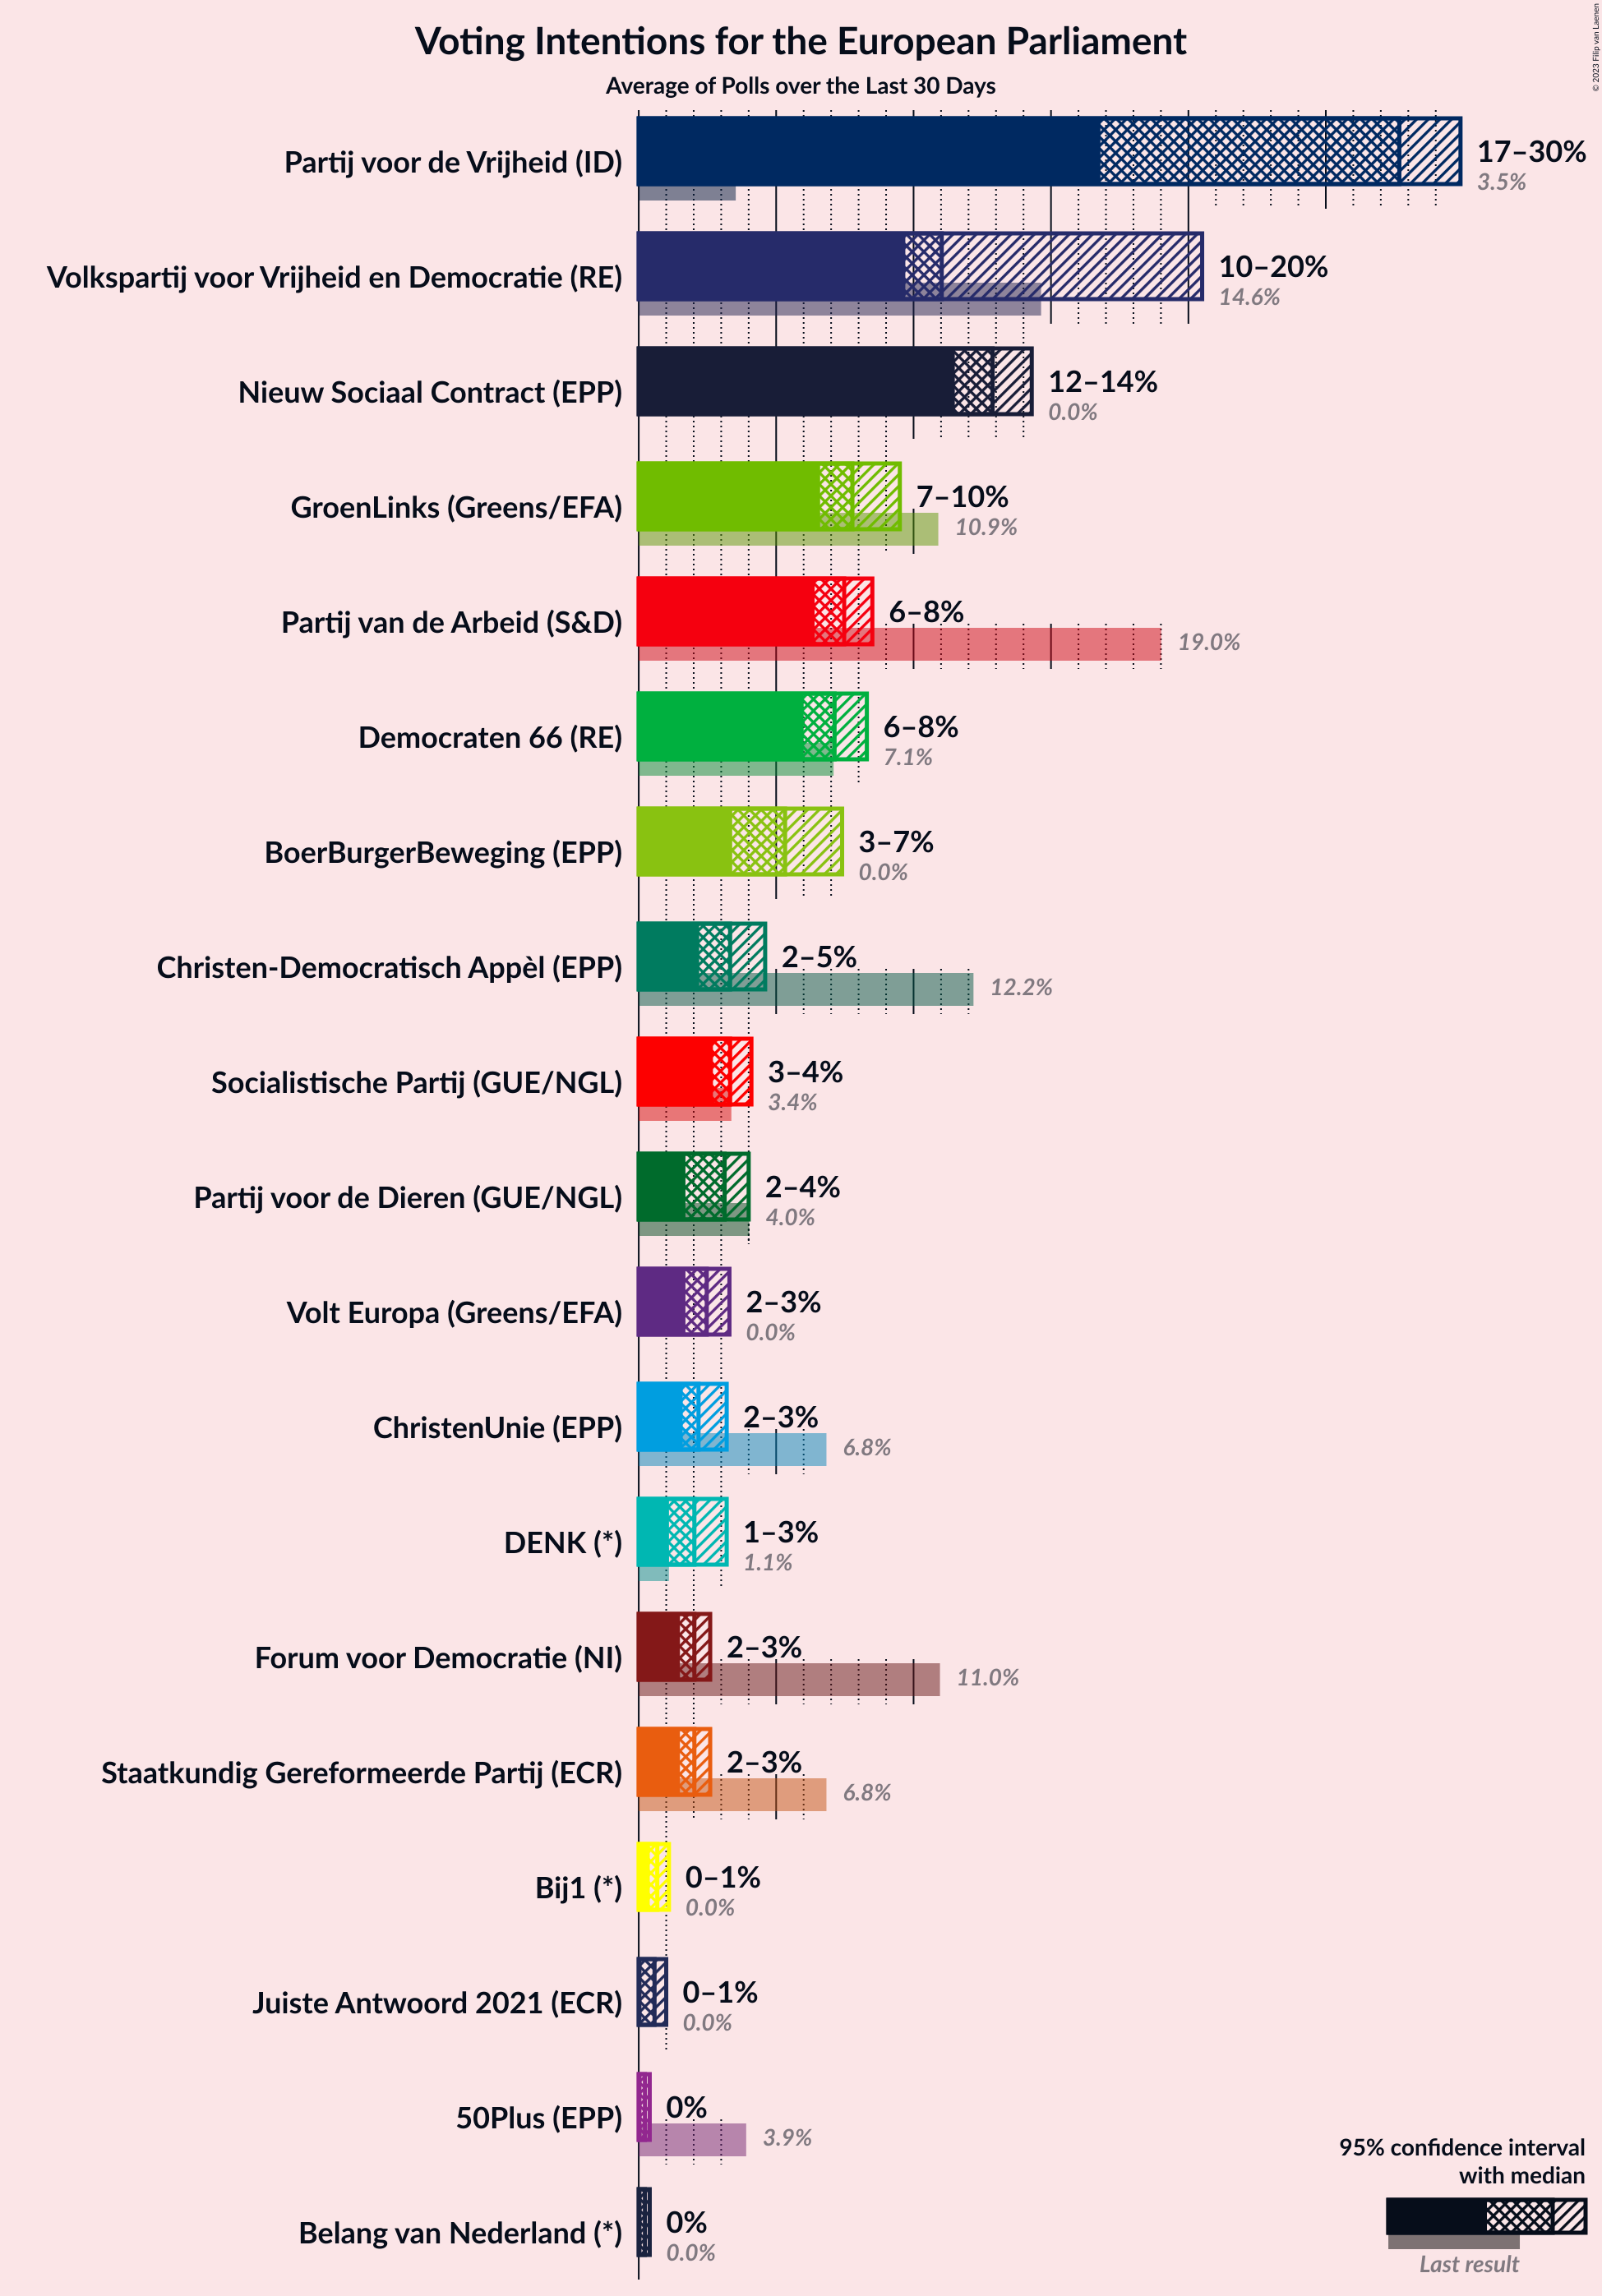 Voting Intentions for the European Parliament
Average of Polls over the Last 30 Days
© 2023 Filip van Laenen
Partij voor de Vrijheid (ID)
17–30%
3.5%
Volkspartij voor Vrijheid en Democratie (RE)
10–20%
14.6%
Nieuw Sociaal Contract (EPP)
12–14%
0.0%
GroenLinks (Greens/EFA)
7–10%
10.9%
Partij van de Arbeid (S&D)
6–8%
19.0%
Democraten 66 (RE)
6–8%
7.1%
BoerBurgerBeweging (EPP)
3–7%
0.0%
Christen-Democratisch Appèl (EPP)
2–5%
12.2%
Socialistische Partij (GUE/NGL)
3–4%
3.4%
Partij voor de Dieren (GUE/NGL)
2–4%
4.0%
Volt Europa (Greens/EFA)
2–3%
0.0%
ChristenUnie (EPP)
2–3%
6.8%
DENK (*)
1–3%
1.1%
Forum voor Democratie (NI)
2–3%
11.0%
Staatkundig Gereformeerde Partij (ECR)
2–3%
6.8%
Bij1 (*)
0–1%
0.0%
Juiste Antwoord 2021 (ECR)
0–1%
0.0%
50Plus (EPP)
0%
3.9%
Belang van Nederland (*)
0%
0.0%
95% confidence interval
with median
Last result